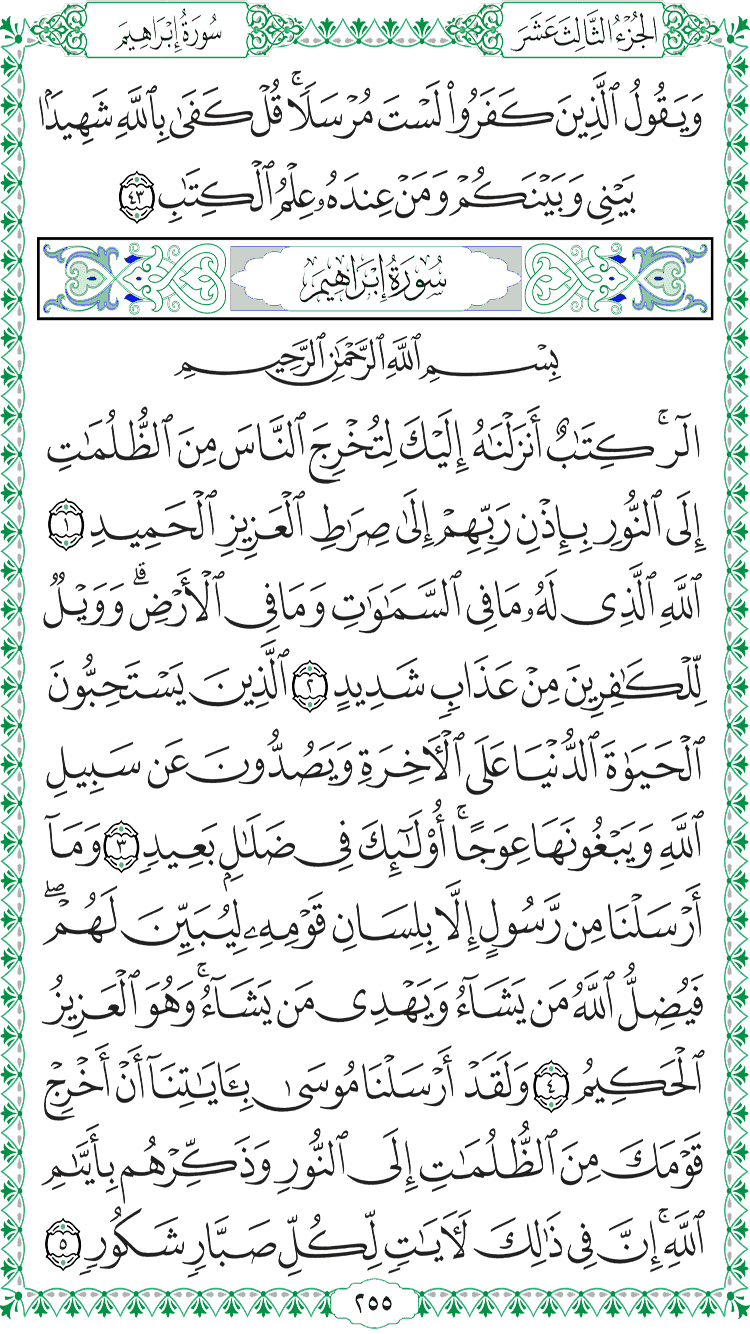 الجُزْءُ الثَّالِثَ عَشَرَ
سُورَةُ إِبْرَاهِيمَ
وَيَقُولُ ٱلَّذِينَ كَفَرُوا۟ لَسْتَ مُرْسَلًا ۚ قُلْ كَفَىٰ بِٱللَّهِ شَهِيدًۢا
بَيْنِى وَبَيْنَكُمْ وَمَنْ عِندَهُۥ عِلْمُ ٱلْكِتَٰبِ ٤٣
سُورَةُ إِبْرَاهِيمَ
بِسْمِ ٱللَّهِ ٱلرَّحْمَٰنِ ٱلرَّحِيمِ
الٓر ۚ كِتَٰبٌ أَنزَلْنَٰهُ إِلَيْكَ لِتُخْرِجَ ٱلنَّاسَ مِنَ ٱلظُّلُمَٰتِ
إِلَى ٱلنُّورِ بِإِذْنِ رَبِّهِمْ إِلَىٰ صِرَٰطِ ٱلْعَزِيزِ ٱلْحَمِيدِ ١
ٱللَّهِ ٱلَّذِى لَهُۥ مَا فِى ٱلسَّمَٰوَٰتِ وَمَا فِى ٱلْأَرْضِ ۗ وَوَيْلٌ
لِّلْكَٰفِرِينَ مِنْ عَذَابٍ شَدِيدٍ ٢ ٱلَّذِينَ يَسْتَحِبُّونَ
ٱلْحَيَوٰةَ ٱلدُّنْيَا عَلَى ٱلْءَاخِرَةِ وَيَصُدُّونَ عَن سَبِيلِ
ٱللَّهِ وَيَبْغُونَهَا عِوَجًا ۚ أُو۟لَٰٓئِكَ فِى ضَلَٰلٍۭ بَعِيدٍ ٣ وَمَآ
أَرْسَلْنَا مِن رَّسُولٍ إِلَّا بِلِسَانِ قَوْمِهِۦ لِيُبَيِّنَ لَهُمْ ۖ
فَيُضِلُّ ٱللَّهُ مَن يَشَآءُ وَيَهْدِى مَن يَشَآءُ ۚ وَهُوَ ٱلْعَزِيزُ
ٱلْحَكِيمُ ٤ وَلَقَدْ أَرْسَلْنَا مُوسَىٰ بِـَٔايَٰتِنَآ أَنْ أَخْرِجْ
قَوْمَكَ مِنَ ٱلظُّلُمَٰتِ إِلَى ٱلنُّورِ وَذَكِّرْهُم بِأَيَّىٰمِ
ٱللَّهِ ۚ إِنَّ فِى ذَٰلِكَ لَءَايَٰتٍ لِّكُلِّ صَبَّارٍ شَكُورٍ ٥
٢٥٥